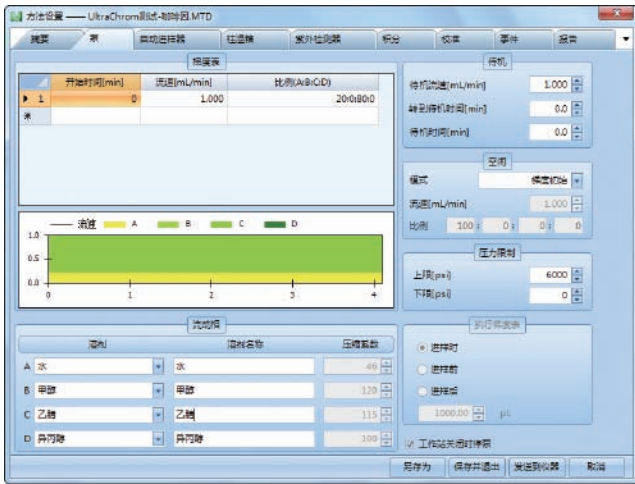 方法设置 —— UltraChrom测试-咖啡因.MTD
摘要 泵 自动进样器 柱温箱 紫外检测器 积分 校准 事件 报告
梯度表
开始时间[min] 流速[mL/min] 比例(A:B:C:D)
1 0 1.000 20:0:80:0
流速 A B C D
1.0
0.5
0.0
0 1 2 3 4
流动相
溶剂 溶剂名称 压缩系数
A 水 水 46
B 甲醇 甲醇 120
C 乙腈 乙腈 115
D 异丙醇 异丙醇 100
待机
待机流速[mL/min] 1.000
转到待机时间[min] 0.0
待机时间[min] 0.0
空闲
模式 梯度初始
流速[mL/min] 1.000
比例 100 : 0 : 0 : 0
压力限制
上限[psi] 6000
下限[psi] 0
执行梯度表
进样时
进样前
进样后
1000.00 μL
工作站关闭时停泵
另存为 保存并退出 发送到仪器 取消